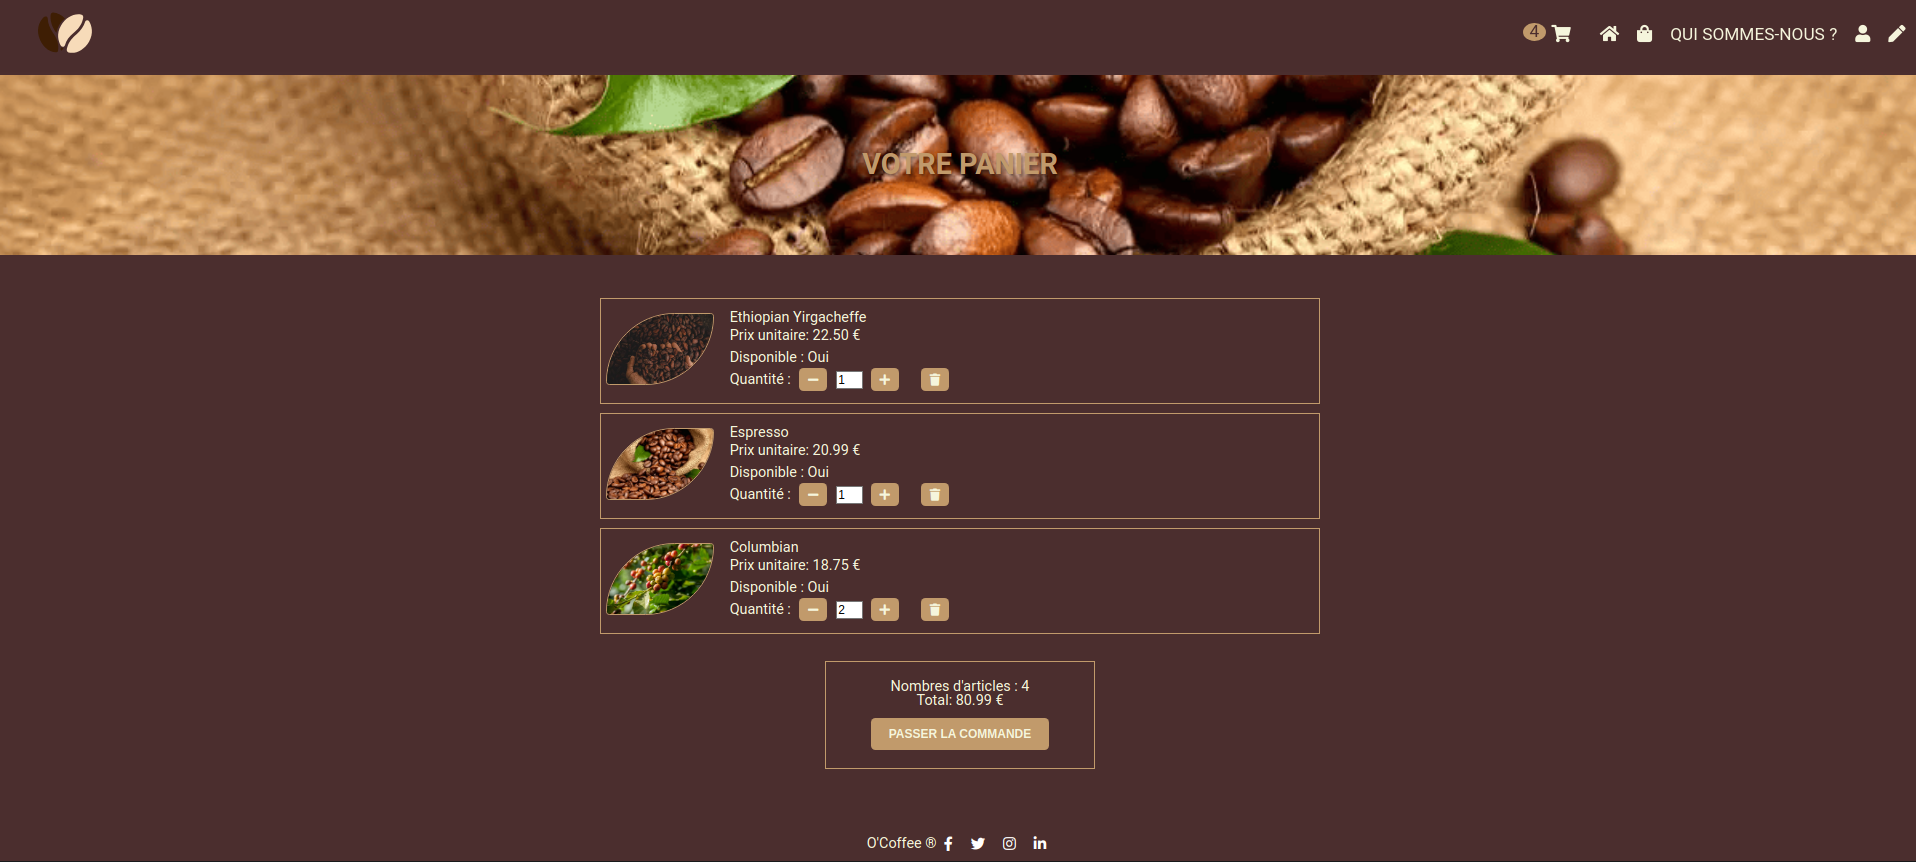 4
QUI SOMMES-NOUS ?
VOTRE PANIER
Ethiopian Yirgacheffe
Prix unitaire: 22.50 €
Disponible : Oui
Quantité : 1
Espresso
Prix unitaire: 20.99 €
Disponible : Oui
Quantité : 1
Columbian
Prix unitaire: 18.75 €
Disponible : Oui
Quantité : 2
Nombres d'articles : 4
Total: 80.99 €
PASSER LA COMMANDE
O'Coffee ®